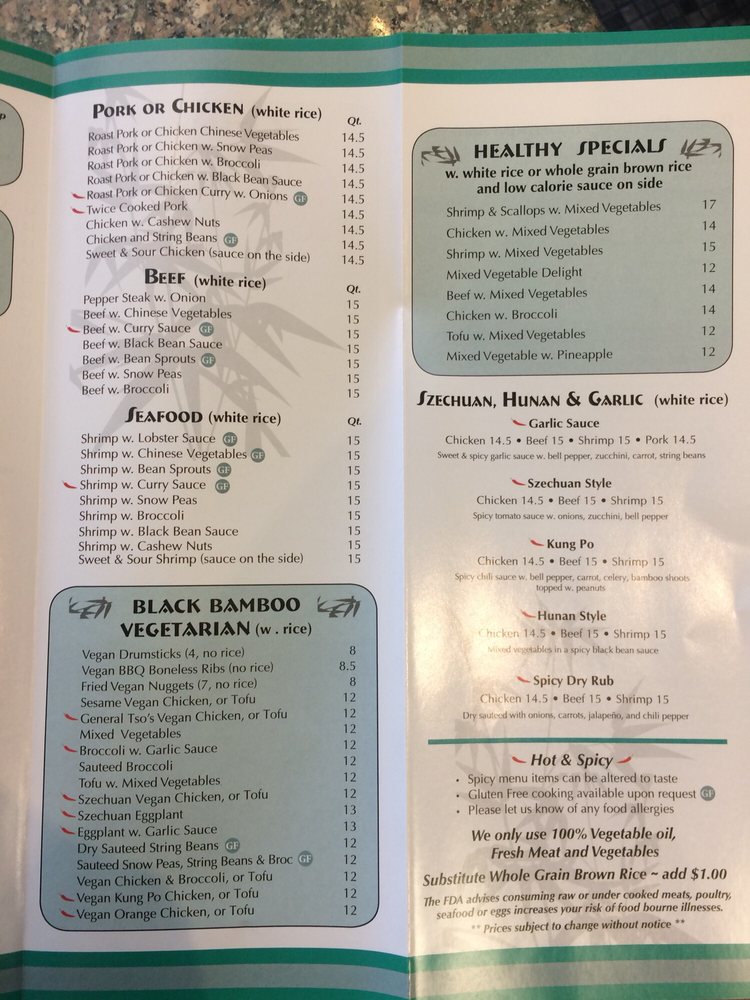 PORK OR CHICKEN (white rice) Qt.
Roast Pork or Chicken Chinese Vegetables 14.5
Roast Pork or Chicken w. Snow Peas 14.5
Roast Pork or Chicken w. Broccoli 14.5
Roast Pork or Chicken w. Black Bean Sauce 14.5
Roast Pork or Chicken Curry w. Onions GF 14.5
Twice Cooked Pork 14.5
Chicken w. Cashew Nuts 14.5
Chicken and String Beans GF 14.5
Sweet & Sour Chicken (sauce on the side) 14.5
BEEF (white rice) Qt.
Pepper Steak w. Onion 15
Beef w. Chinese Vegetables 15
Beef w. Curry Sauce GF 15
Beef w. Black Bean Sauce 15
Beef w. Bean Sprouts GF 15
Beef w. Snow Peas 15
Beef w. Broccoli 15
SEAFOOD (white rice) Qt.
Shrimp w. Lobster Sauce GF 15
Shrimp w. Chinese Vegetables GF 15
Shrimp w. Bean Sprouts GF 15
Shrimp w. Curry Sauce GF 15
Shrimp w. Snow Peas 15
Shrimp w. Broccoli 15
Shrimp w. Black Bean Sauce 15
Shrimp w. Cashew Nuts 15
Sweet & Sour Shrimp (sauce on the side) 15
BLACK BAMBOO
VEGETARIAN (w . rice)
Vegan Drumsticks (4, no rice) 8
Vegan BBQ Boneless Ribs (no rice) 8.5
Fried Vegan Nuggets (7, no rice) 8
Sesame Vegan Chicken, or Tofu 12
General Tso's Vegan Chicken, or Tofu 12
Mixed Vegetables 12
Broccoli w. Garlic Sauce 12
Sauteed Broccoli 12
Tofu w. Mixed Vegetables 12
Szechuan Vegan Chicken, or Tofu 12
Szechuan Eggplant 13
Eggplant w. Garlic Sauce 13
Dry Sauteed String Beans GF 12
Sauteed Snow Peas, String Beans & Broc GF 12
Vegan Chicken & Broccoli, or Tofu 12
Vegan Kung Po Chicken, or Tofu 12
Vegan Orange Chicken, or Tofu 12
HEALTHY SPECIALS
w. white rice or whole grain brown rice
and low calorie sauce on side
Shrimp & Scallops w. Mixed Vegetables 17
Chicken w. Mixed Vegetables 14
Shrimp w. Mixed Vegetables 15
Mixed Vegetable Delight 12
Beef w. Mixed Vegetables 14
Chicken w. Broccoli 14
Tofu w. Mixed Vegetables 12
Mixed Vegetable w. Pineapple 12
SZECHUAN, HUNAN & GARLIC (white rice)
Garlic Sauce
Chicken 14.5 • Beef 15 • Shrimp 15 • Pork 14.5
Sweet & spicy garlic sauce w. bell pepper, zucchini, carrot, string beans
Szechuan Style
Chicken 14.5 • Beef 15 • Shrimp 15
Spicy tomato sauce w. onions, zucchini, bell pepper
Kung Po
Chicken 14.5 • Beef 15 • Shrimp 15
Spicy chili sauce w. bell pepper, carrot, celery, bamboo shoots
topped w. peanuts
Hunan Style
Chicken 14.5 • Beef 15 • Shrimp 15
Mixed vegetables in a spicy black bean sauce
Spicy Dry Rub
Chicken 14.5 • Beef 15 • Shrimp 15
Dry sauteed with onions, carrots, jalapeño, and chili pepper
Hot & Spicy
• Spicy menu items can be altered to taste
• Gluten Free cooking available upon request GF
• Please let us know of any food allergies
We only use 100% Vegetable oil,
Fresh Meat and Vegetables
Substitute Whole Grain Brown Rice ~ add $1.00
The FDA advises consuming raw or under cooked meats, poultry,
seafood or eggs increases your risk of food bourne illnesses.
** Prices subject to change without notice **